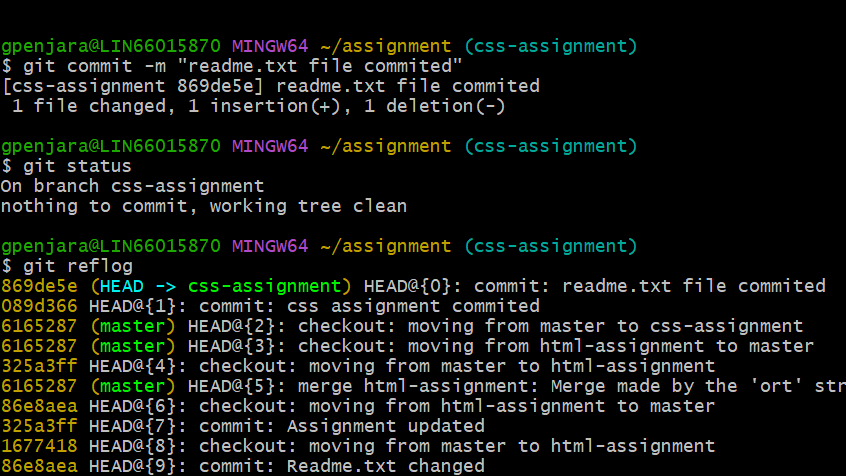 gpenjara@LIN66015870 MINGW64 ~/assignment (css-assignment)
$ git commit -m "readme.txt file commited"
[css-assignment 869de5e] readme.txt file commited
 1 file changed, 1 insertion(+), 1 deletion(-)
gpenjara@LIN66015870 MINGW64 ~/assignment (css-assignment)
$ git status
On branch css-assignment
nothing to commit, working tree clean
gpenjara@LIN66015870 MINGW64 ~/assignment (css-assignment)
$ git reflog
869de5e (HEAD -> css-assignment) HEAD@{0}: commit: readme.txt file commited
089d366 HEAD@{1}: commit: css assignment commited
6165287 (master) HEAD@{2}: checkout: moving from master to css-assignment
6165287 (master) HEAD@{3}: checkout: moving from html-assignment to master
325a3ff HEAD@{4}: checkout: moving from master to html-assignment
6165287 (master) HEAD@{5}: merge html-assignment: Merge made by the 'ort' str
86e8aea HEAD@{6}: checkout: moving from html-assignment to master
325a3ff HEAD@{7}: commit: Assignment updated
1677418 HEAD@{8}: checkout: moving from master to html-assignment
86e8aea HEAD@{9}: commit: Readme.txt changed